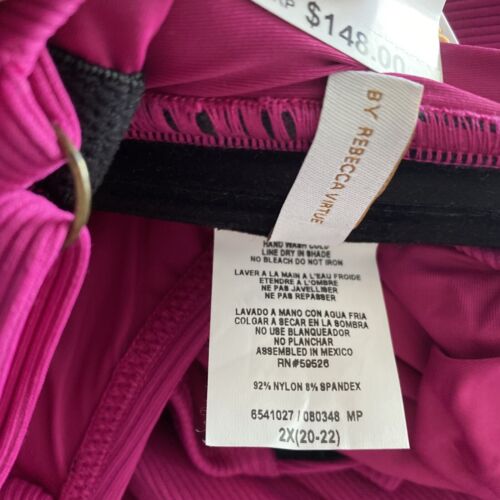 $148.00
BY REBECCA VIRTUE
HAND WASH COLD
LINE DRY IN SHADE
NO BLEACH DO NOT IRON
LAVER A LA MAIN A L'EAU FROIDE
ETENDRE A L'OMBRE
NE PAS JAVELLISER
NE PAS REPASSER
LAVADO A MANO CON AGUA FRIA
COLGAR A SECAR EN LA SOMBRA
NO USE BLANQUEADOR
NO PLANCHAR
ASSEMBLED IN MEXICO
RN#59526
92% NYLON 8% SPANDEX
6541027 / 080348 MP
2X(20-22)